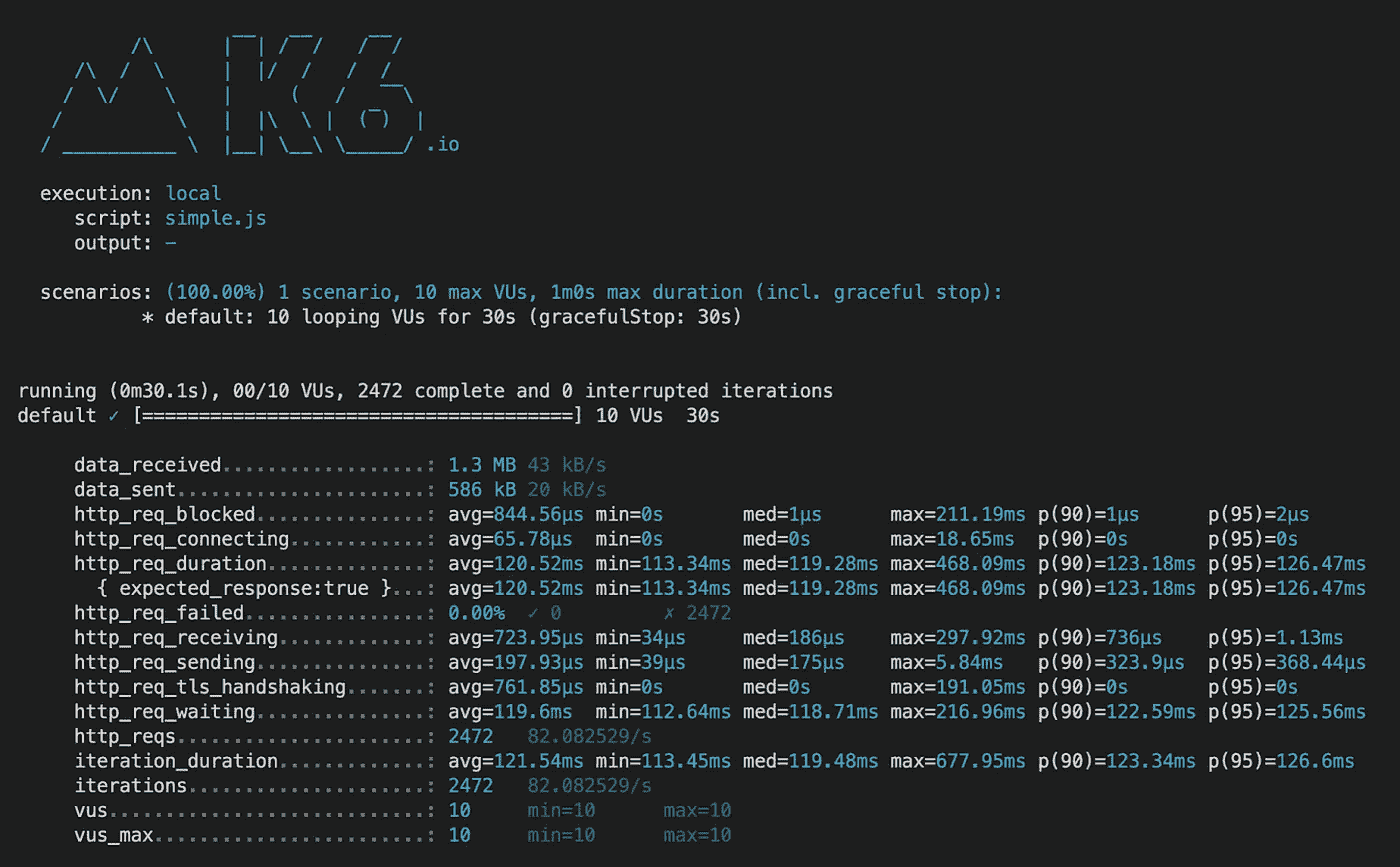 /\      |‾‾| /‾‾/   /‾‾/
     /\  /  \     |  |/  /   /  /
    /  \/    \    |     (   /   ‾‾\
   /          \   |  |\  \ |  (‾)  |
  / __________ \  |__| \__\ \_____/ .io
execution: local
script: simple.js
output: –
scenarios: (100.00%) 1 scenario, 10 max VUs, 1m0s max duration (incl. graceful stop):
* default: 10 looping VUs for 30s (gracefulStop: 30s)
running (0m30.1s), 00/10 VUs, 2472 complete and 0 interrupted iterations
default ✓ [======================================] 10 VUs  30s
data_received..................: 1.3 MB 43 kB/s
data_sent......................: 586 kB 20 kB/s
http_req_blocked...............: avg=844.56µs min=0s       med=1µs      max=211.19ms p(90)=1µs      p(95)=2µs
http_req_connecting............: avg=65.78µs  min=0s       med=0s       max=18.65ms  p(90)=0s       p(95)=0s
http_req_duration..............: avg=120.52ms min=113.34ms med=119.28ms max=468.09ms p(90)=123.18ms p(95)=126.47ms
{ expected_response:true }...: avg=120.52ms min=113.34ms med=119.28ms max=468.09ms p(90)=123.18ms p(95)=126.47ms
http_req_failed................: 0.00%  ✓ 0         ✗ 2472
http_req_receiving.............: avg=723.95µs min=34µs     med=186µs    max=297.92ms p(90)=736µs    p(95)=1.13ms
http_req_sending...............: avg=197.93µs min=39µs     med=175µs    max=5.84ms   p(90)=323.9µs  p(95)=368.44µs
http_req_tls_handshaking.......: avg=761.85µs min=0s       med=0s       max=191.05ms p(90)=0s       p(95)=0s
http_req_waiting...............: avg=119.6ms  min=112.64ms med=118.71ms max=216.96ms p(90)=122.59ms p(95)=125.56ms
http_reqs......................: 2472   82.082529/s
iteration_duration.............: avg=121.54ms min=113.45ms med=119.48ms max=677.95ms p(90)=123.34ms p(95)=126.6ms
iterations.....................: 2472   82.082529/s
vus............................: 10     min=10      max=10
vus_max........................: 10     min=10      max=10